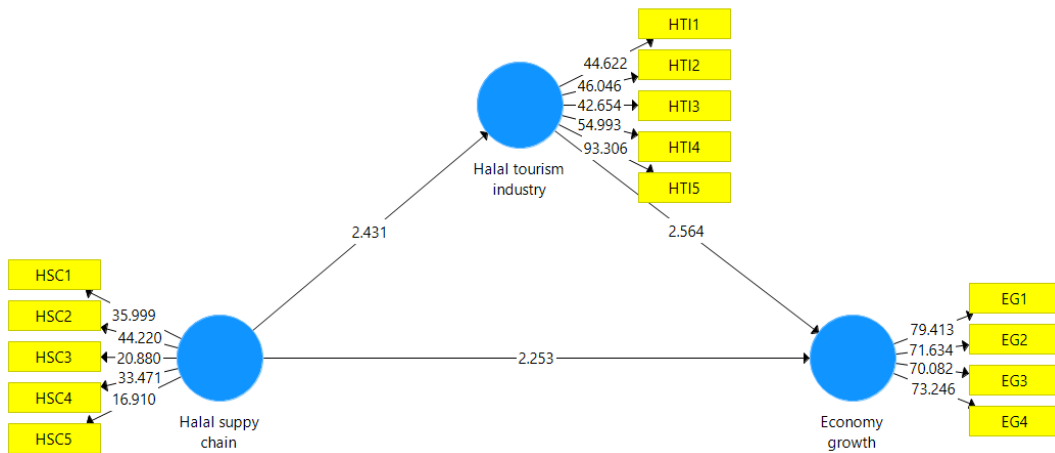 HTI1
44.622
HTI2
46.046
HTI3
42.654
HTI4
54.993
HTI5
93.306
Halal tourism
industry
2.431
2.564
HSC1
35.999
HSC2
44.220
HSC3
20.880
HSC4
33.471
HSC5
16.910
Halal suppy
chain
2.253
EG1
79.413
EG2
71.634
EG3
70.082
EG4
73.246
Economy
growth